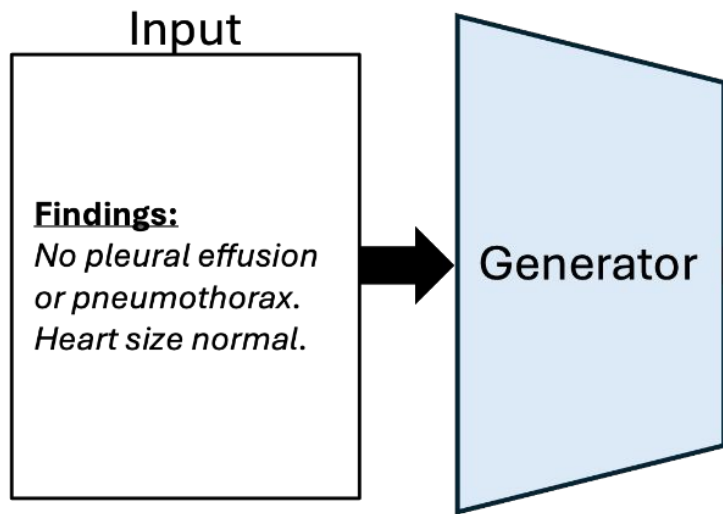 Input
Findings:
No pleural effusion
or pneumothorax.
Heart size normal.
Generator